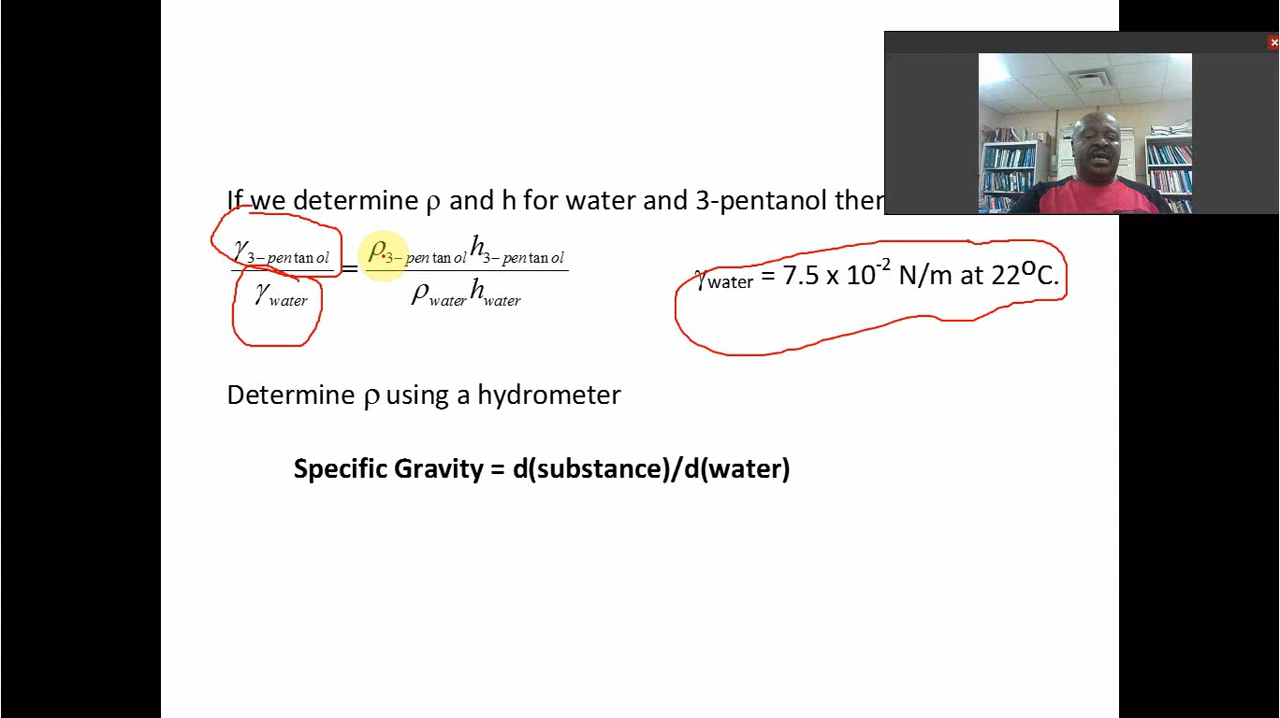 If we determine ρ and h for water and 3-pentanol then
γ3-pentanol / γwater = ρ3-pentanol h3-pentanol / ρwater hwater
γwater = 7.5 x 10-2 N/m at 22OC.
Determine ρ using a hydrometer
Specific Gravity = d(substance)/d(water)